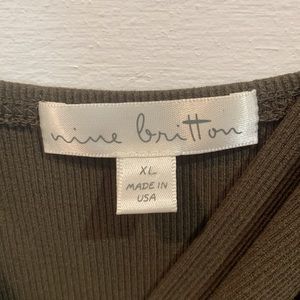 nine britton
XL
MADE IN
USA